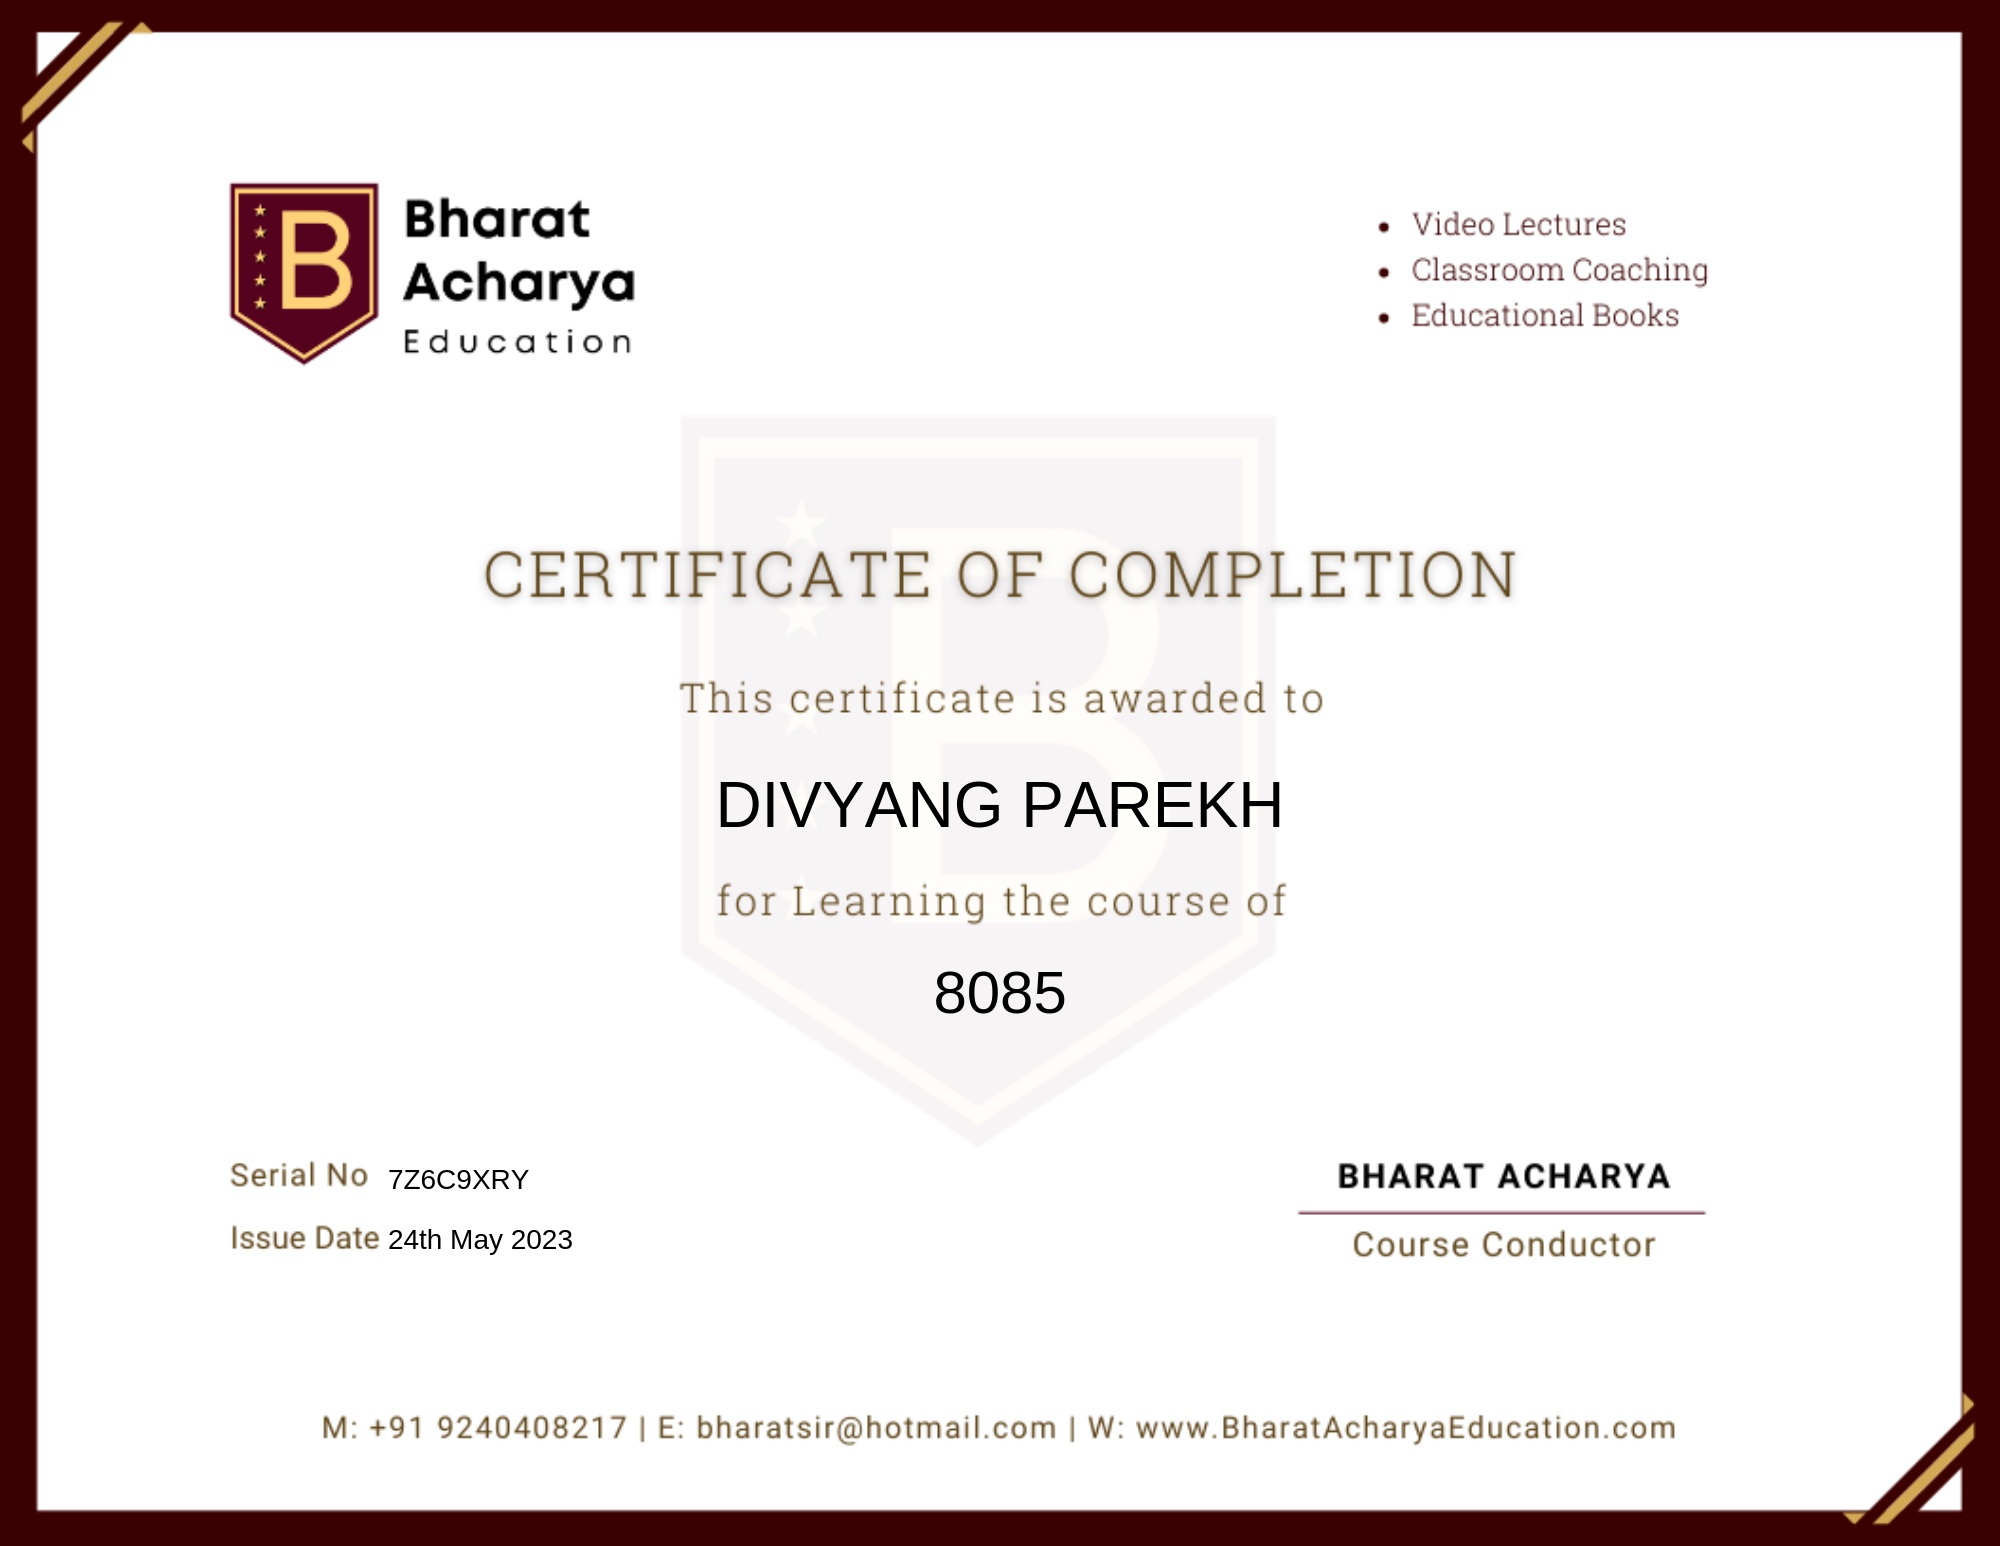 B
Bharat
Acharya
Education
• Video Lectures
• Classroom Coaching
• Educational Books
CERTIFICATE OF COMPLETION
This certificate is awarded to
DIVYANG PAREKH
for Learning the course of
8085
Serial No 7Z6C9XRY
Issue Date 24th May 2023
BHARAT ACHARYA
Course Conductor
M: +91 9240408217 | E: bharatsir@hotmail.com | W: www.BharatAcharyaEducation.com